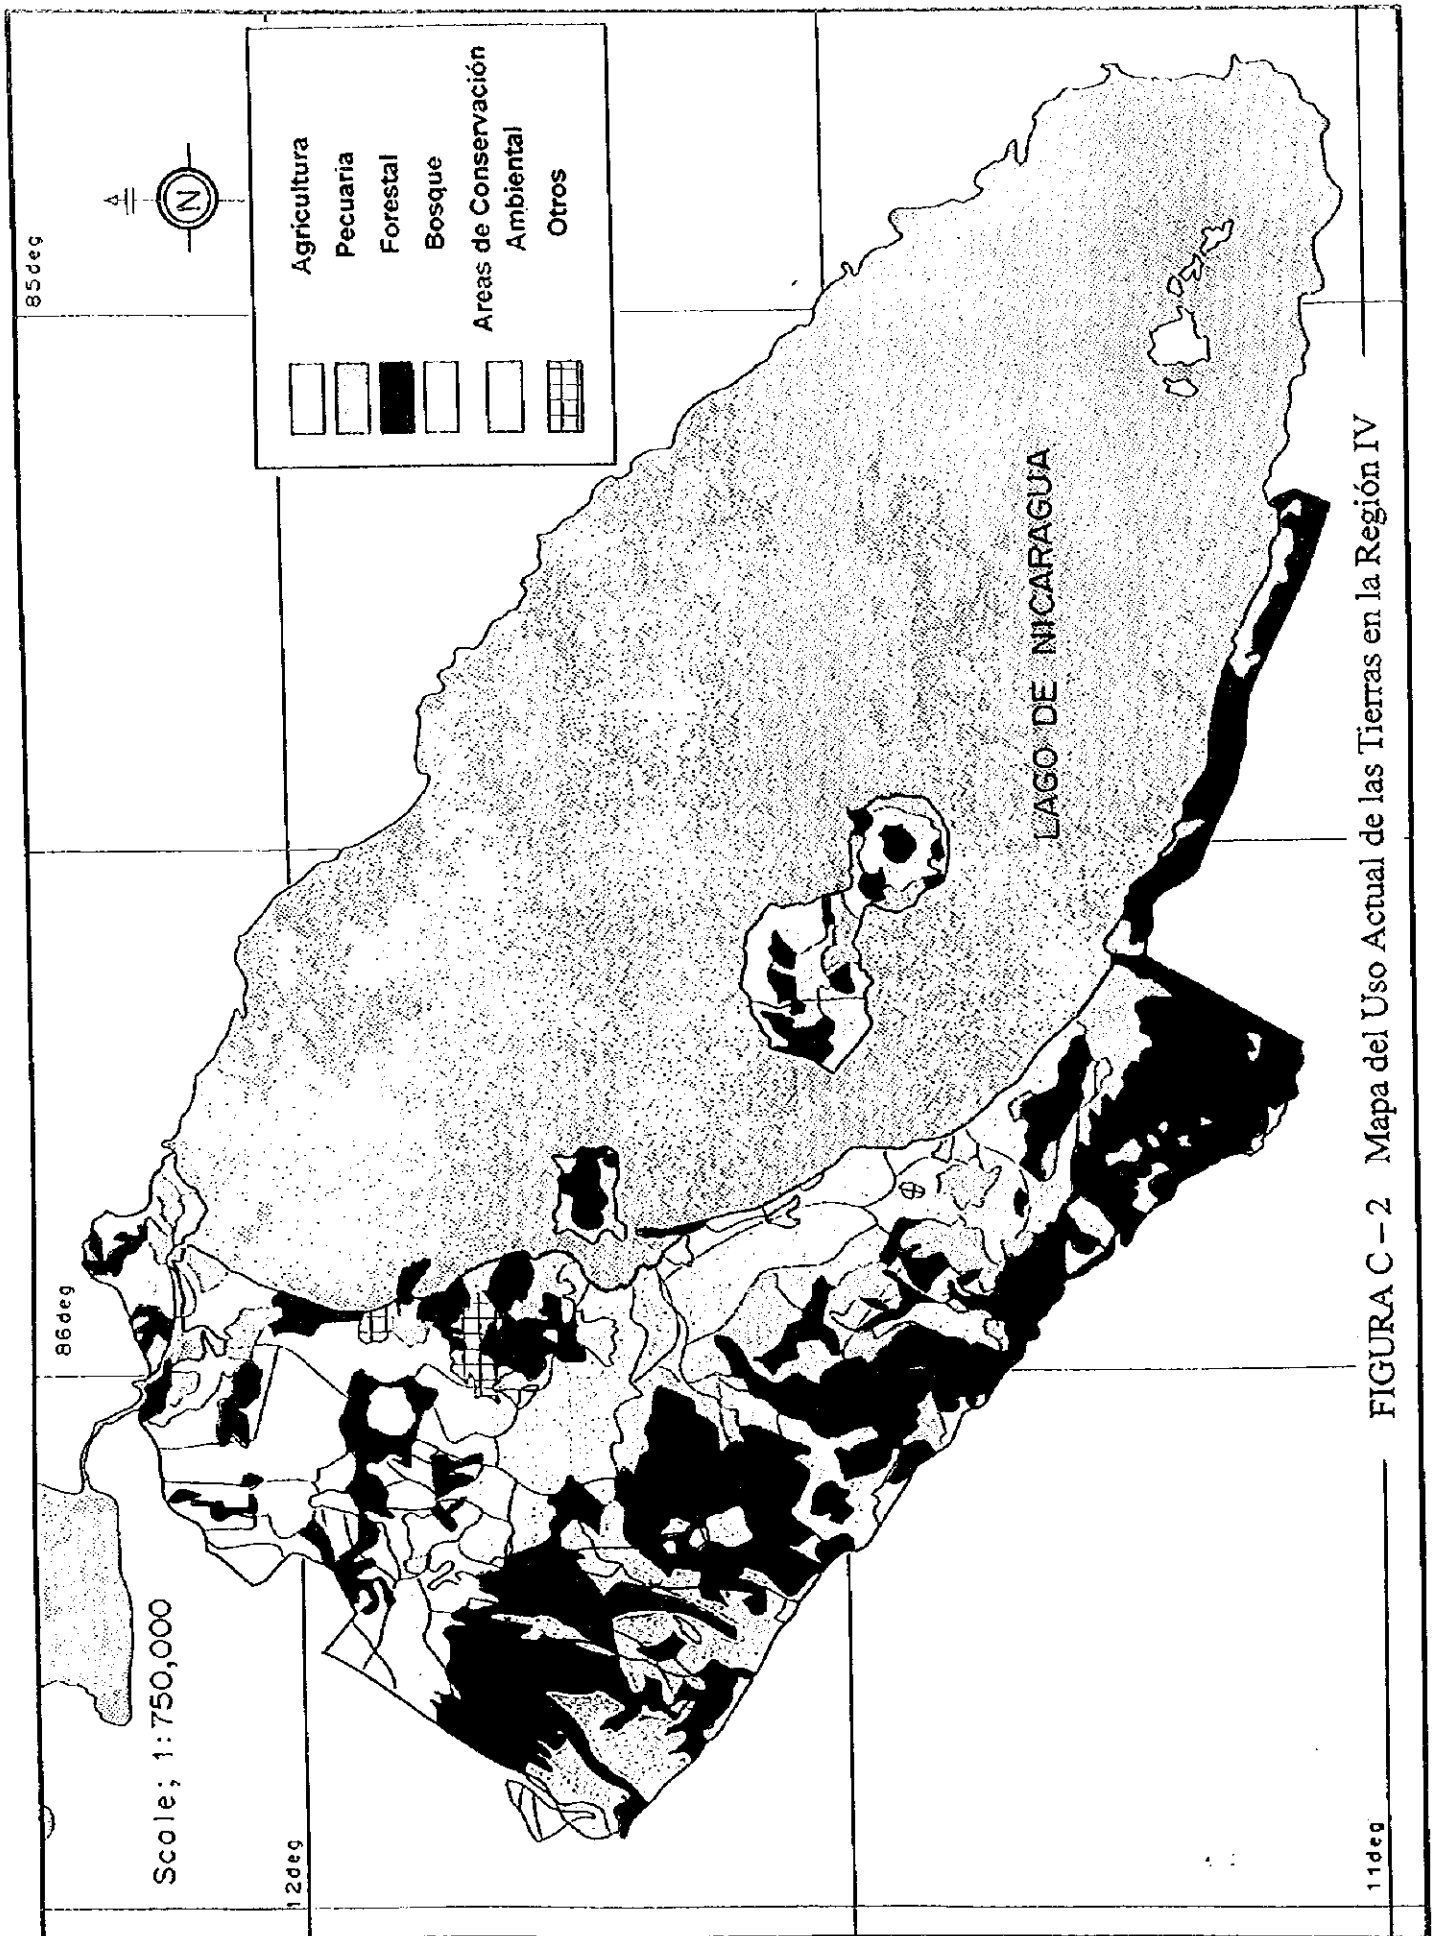 85deg
86deg
N
Agricultura
Pecuaria
Forestal
Bosque
Areas de Conservación
Ambiental
Otros
Scale; 1:750,000
12deg
LAGO DE NICARAGUA
11deg
FIGURA C – 2 Mapa del Uso Actual de las Tierras en la Región IV